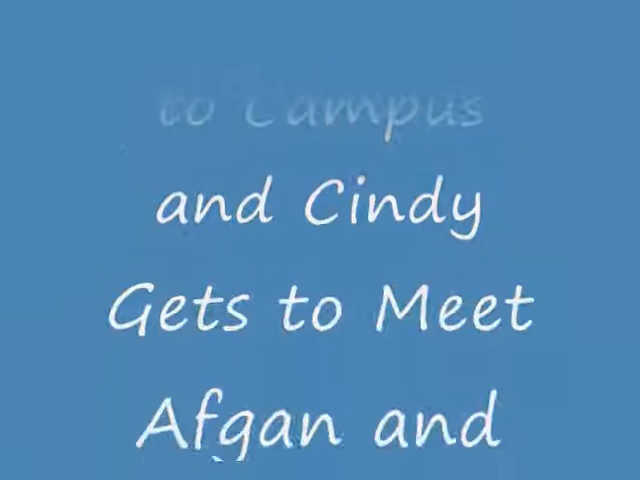 to Campus
and Cindy
Gets to Meet
Afgan and